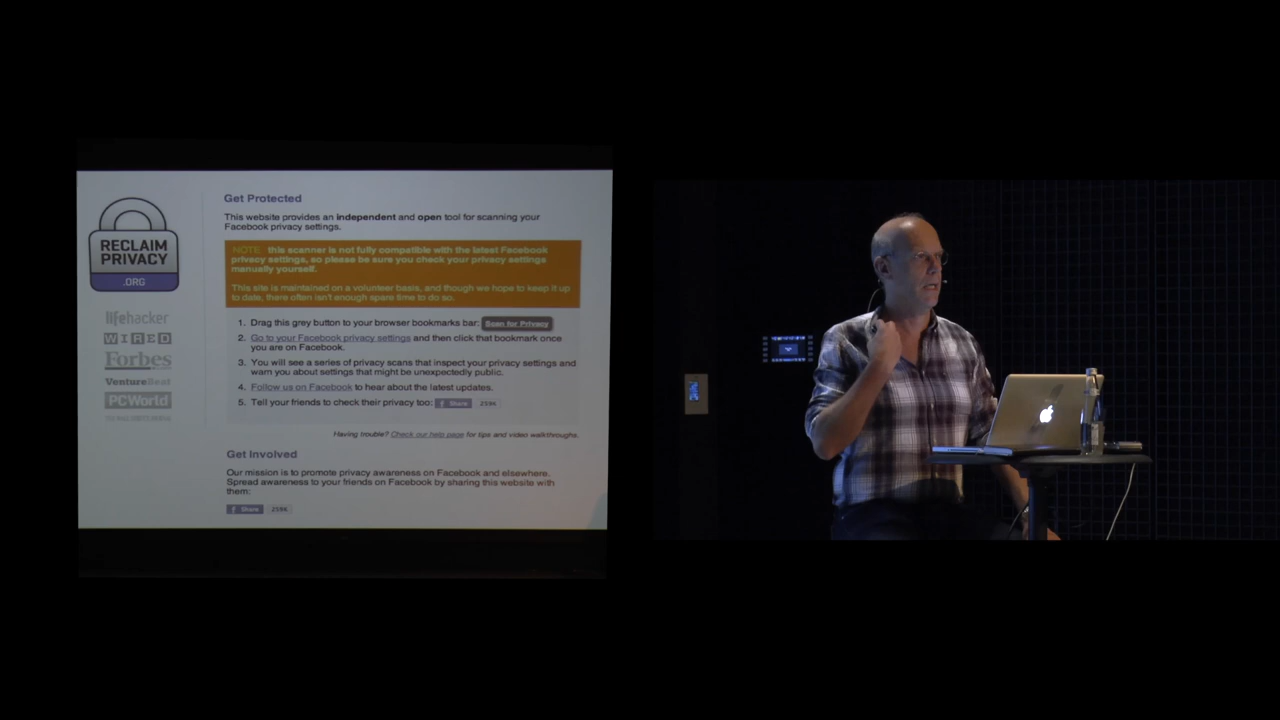 RECLAIM
PRIVACY
.ORG
lifehacker
WIRED
Forbes
VentureBeat
PCWorld
Get Protected
This website provides an independent and open tool for scanning your
Facebook privacy settings.
NOTE this scanner is not fully compatible with the latest Facebook
privacy settings, so please be sure you check your privacy settings
manually yourself.
This site is maintained on a volunteer basis, and though we hope to keep it up
to date, there often isn't enough spare time to do so.
1. Drag this grey button to your browser bookmarks bar: Scan for Privacy
2. Go to your Facebook privacy settings and then click that bookmark once
you are on Facebook.
3. You will see a series of privacy scans that inspect your privacy settings and
warn you about settings that might be unexpectedly public.
4. Follow us on Facebook to hear about the latest updates.
5. Tell your friends to check their privacy too: f Share 259K
Having trouble? Check our help page for tips and video walkthroughs.
Get Involved
Our mission is to promote privacy awareness on Facebook and elsewhere.
Spread awareness to your friends on Facebook by sharing this website with
them:
f Share 259K